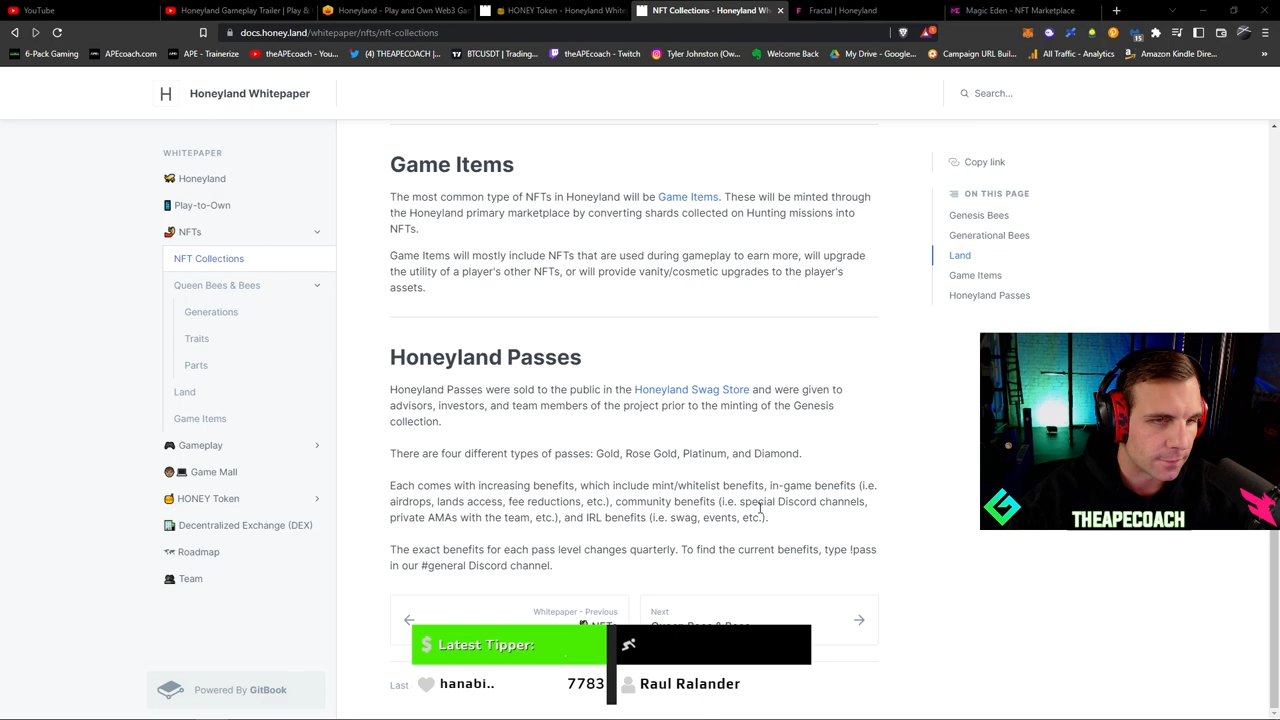 YouTube
Honeyland Gameplay Trailer | Play &
Honeyland - Play and Own Web3 Gam
HONEY Token - Honeyland White
NFT Collections - Honeyland Wh
Fractal | Honeyland
Magic Eden - NFT Marketplace
docs.honey.land/whitepaper/nfts/nft-collections
6-Pack Gaming
APEcoach.com
APE - Trainerize
theAPEcoach - You...
(4) THEAPECOACH...
BTCUSDT | Trading...
theAPEcoach - Twitch
Tyler Johnston (Ow...
Welcome Back
My Drive - Google...
Campaign URL Buil...
All Traffic - Analytics
Amazon Kindle Dire...
H
Honeyland Whitepaper
Search...
WHITEPAPER
Honeyland
Play-to-Own
NFTs
NFT Collections
Queen Bees & Bees
Generations
Traits
Parts
Land
Game Items
Gameplay
Game Mall
HONEY Token
Decentralized Exchange (DEX)
Roadmap
Team
Powered By GitBook
Game Items
The most common type of NFTs in Honeyland will be Game Items. These will be minted through
the Honeyland primary marketplace by converting shards collected on Hunting missions into
NFTs.
Game Items will mostly include NFTs that are used during gameplay to earn more, will upgrade
the utility of a player's other NFTs, or will provide vanity/cosmetic upgrades to the player's
assets.
Honeyland Passes
Honeyland Passes were sold to the public in the Honeyland Swag Store and were given to
advisors, investors, and team members of the project prior to the minting of the Genesis
collection.
There are four different types of passes: Gold, Rose Gold, Platinum, and Diamond.
Each comes with increasing benefits, which include mint/whitelist benefits, in-game benefits (i.e.
airdrops, lands access, fee reductions, etc.), community benefits (i.e. special Discord channels,
private AMAs with the team, etc.), and IRL benefits (i.e. swag, events, etc.).
The exact benefits for each pass level changes quarterly. To find the current benefits, type !pass
in our #general Discord channel.
Whitepaper - Previous
NFTs
Next
Queen Bees & Bees
Latest Tipper:
Last
hanabi..
7783
Raul Ralander
Copy link
ON THIS PAGE
Genesis Bees
Generational Bees
Land
Game Items
Honeyland Passes
THEAPECOACH